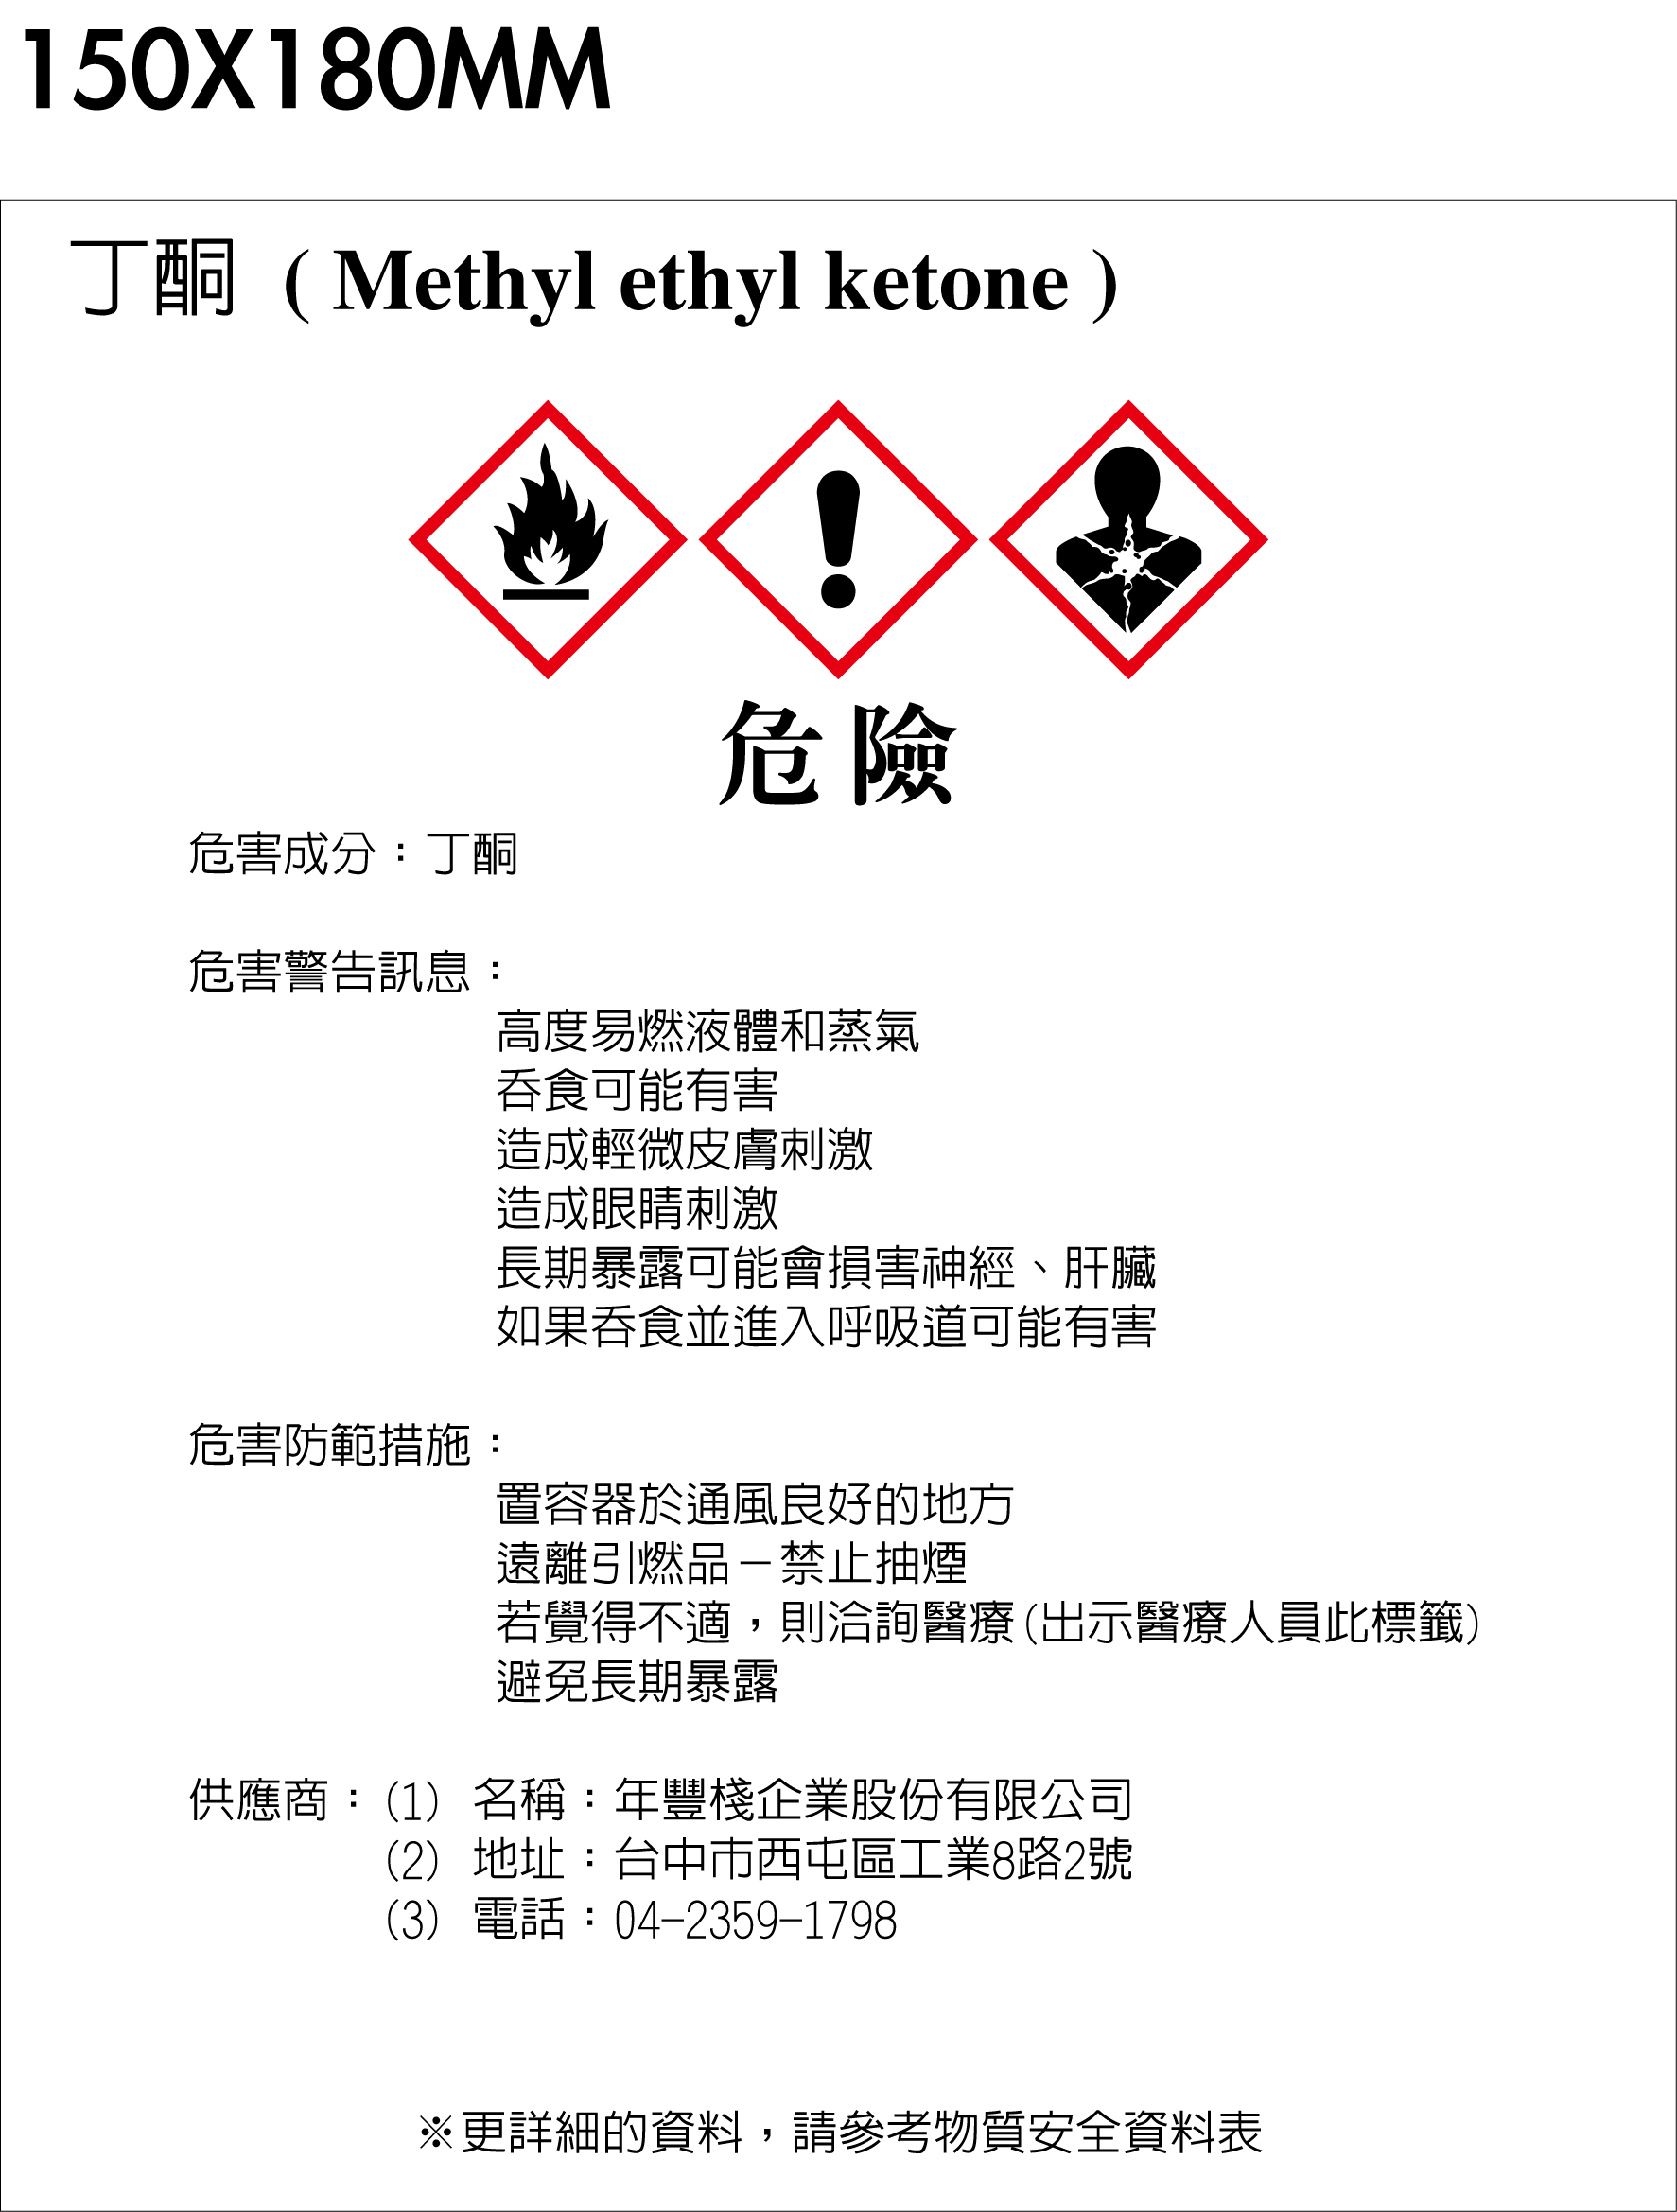 150X180MM
丁酮 ( Methyl ethyl ketone )
危險
危害成分：丁酮
危害警告訊息：
高度易燃液體和蒸氣
吞食可能有害
造成輕微皮膚刺激
造成眼睛刺激
長期暴露可能會損害神經、肝臟
如果吞食並進入呼吸道可能有害
危害防範措施：
置容器於通風良好的地方
遠離引燃品－禁止抽煙
若覺得不適，則洽詢醫療(出示醫療人員此標籤)
避免長期暴露
供應商：(1) 名稱：年豐棧企業股份有限公司
(2) 地址：台中市西屯區工業8路2號
(3) 電話：04-2359-1798
※更詳細的資料，請參考物質安全資料表